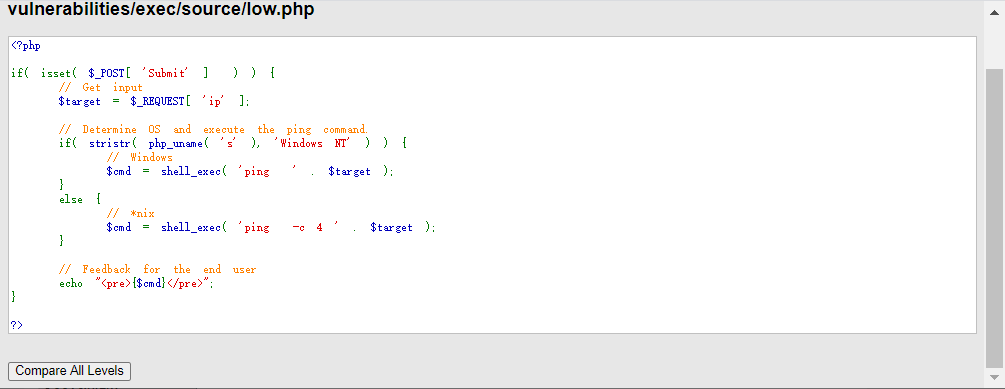 vulnerabilities/exec/source/low.php
<?php
if( isset( $_POST[ 'Submit' ] ) ) {
// Get input
$target = $_REQUEST[ 'ip' ];
// Determine OS and execute the ping command.
if( stristr( php_uname( 's' ), 'Windows NT' ) ) {
// Windows
$cmd = shell_exec( 'ping ' . $target );
}
else {
// *nix
$cmd = shell_exec( 'ping -c 4 ' . $target );
}
// Feedback for the end user
echo "<pre>{$cmd}</pre>";
}
?>
Compare All Levels